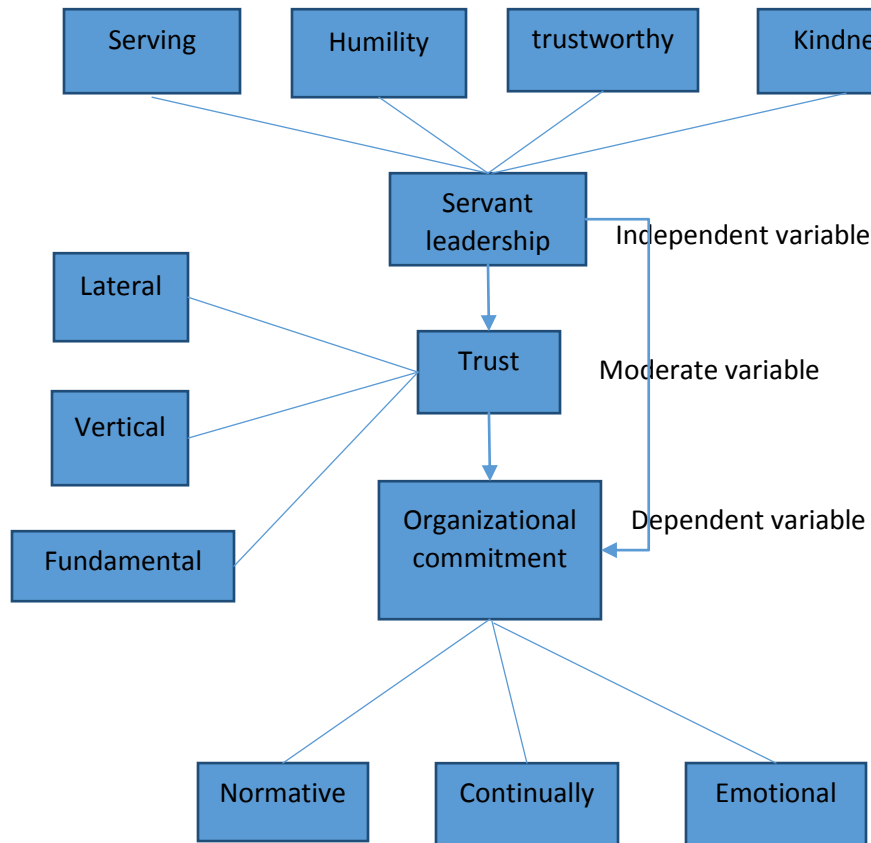 Serving
Humility
trustworthy
Kindne
Servant
leadership
Independent variable
Lateral
Trust
Moderate variable
Vertical
Organizational
commitment
Dependent variable
Fundamental
Normative
Continually
Emotional